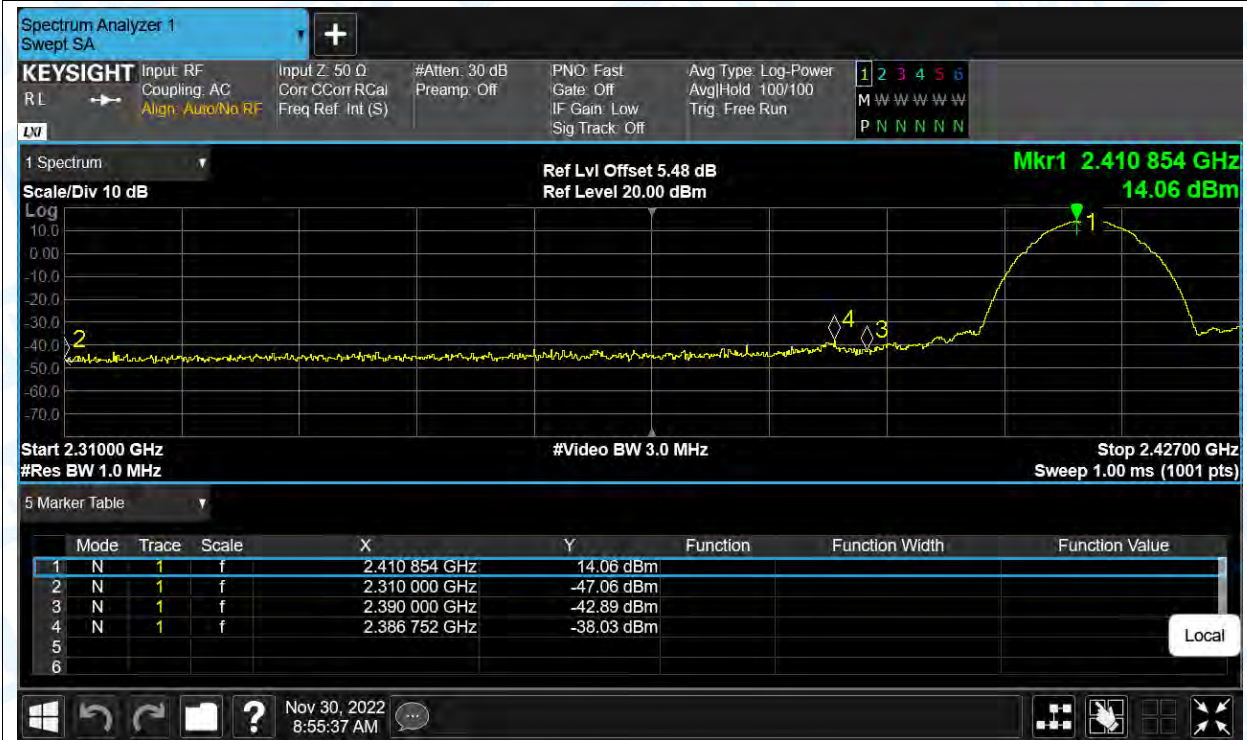 Spectrum Analyzer 1
Swept SA
+
KEYSIGHT
RL
LXI
Input: RF
Coupling: AC
Align: Auto/No RF
Input Z: 50 Ω
Corr CCorr RCal
Freq Ref: Int (S)
#Atten: 30 dB
Preamp: Off
PNO: Fast
Gate: Off
IF Gain: Low
Sig Track: Off
Avg Type: Log-Power
Avg|Hold: 100/100
Trig: Free Run
1 2 3 4 5 6
M W W W W W
P N N N N N
1 Spectrum
Scale/Div 10 dB
Ref Lvl Offset 5.48 dB
Ref Level 20.00 dBm
Mkr1 2.410 854 GHz
14.06 dBm
Log
10.0
0.00
-10.0
-20.0
-30.0
-40.0
-50.0
-60.0
-70.0
1
2
4
3
Start 2.31000 GHz
#Video BW 3.0 MHz
Stop 2.42700 GHz
#Res BW 1.0 MHz
Sweep 1.00 ms (1001 pts)
5 Marker Table
Mode Trace Scale X Y Function Function Width Function Value
1 N 1 f 2.410 854 GHz 14.06 dBm
2 N 1 f 2.310 000 GHz -47.06 dBm
3 N 1 f 2.390 000 GHz -42.89 dBm
4 N 1 f 2.386 752 GHz -38.03 dBm
5
6
Local
?
Nov 30, 2022
8:55:37 AM